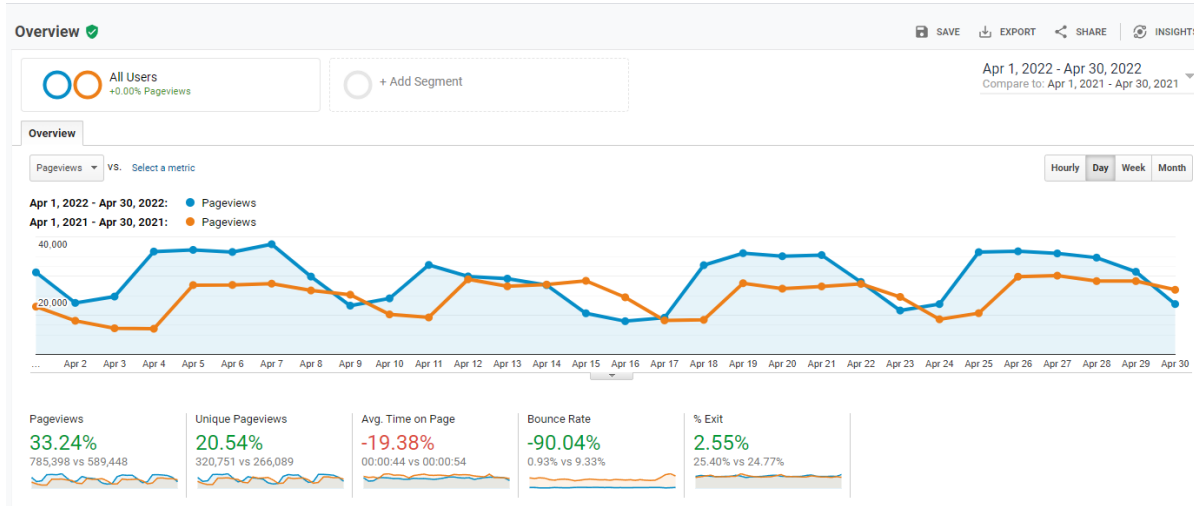 Overview
SAVE EXPORT SHARE INSIGHTS
All Users
+0.00% Pageviews
+ Add Segment
Apr 1, 2022 - Apr 30, 2022
Compare to: Apr 1, 2021 - Apr 30, 2021
Overview
Pageviews VS. Select a metric
Hourly Day Week Month
Apr 1, 2022 - Apr 30, 2022: Pageviews
Apr 1, 2021 - Apr 30, 2021: Pageviews
40,000
20,000
... Apr 2 Apr 3 Apr 4 Apr 5 Apr 6 Apr 7 Apr 8 Apr 9 Apr 10 Apr 11 Apr 12 Apr 13 Apr 14 Apr 15 Apr 16 Apr 17 Apr 18 Apr 19 Apr 20 Apr 21 Apr 22 Apr 23 Apr 24 Apr 25 Apr 26 Apr 27 Apr 28 Apr 29 Apr 30
Pageviews
33.24%
785,398 vs 589,448
Unique Pageviews
20.54%
320,751 vs 266,089
Avg. Time on Page
-19.38%
00:00:44 vs 00:00:54
Bounce Rate
-90.04%
0.93% vs 9.33%
% Exit
2.55%
25.40% vs 24.77%